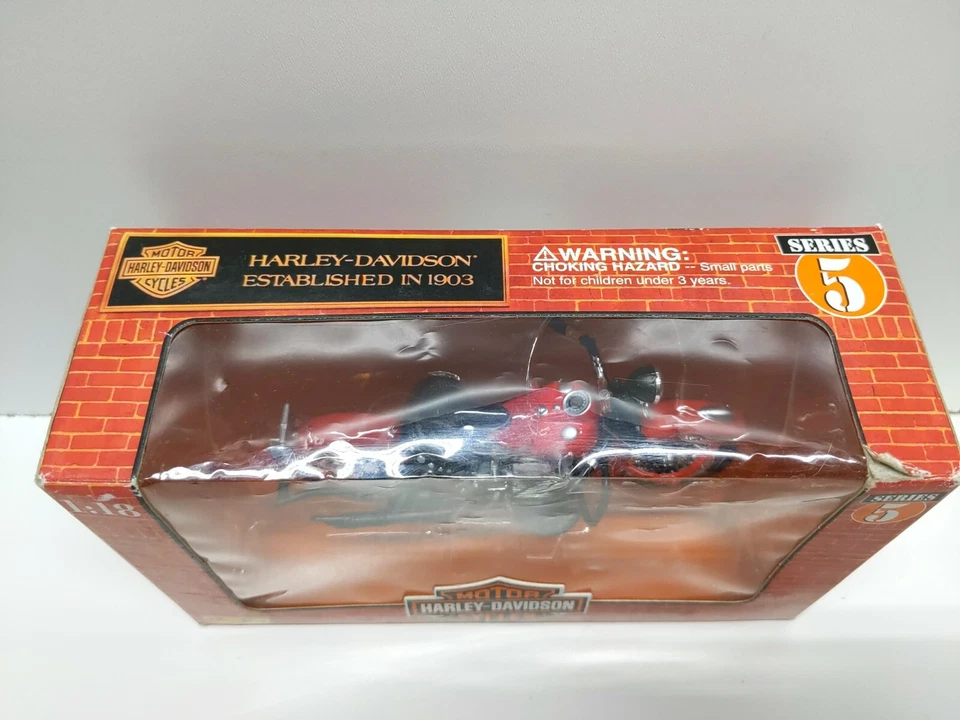 MOTOR
HARLEY-DAVIDSON
CYCLES
HARLEY-DAVIDSON®
ESTABLISHED IN 1903
⚠WARNING:
CHOKING HAZARD -- Small parts
Not for children under 3 years.
SERIES
5
1:18
SERIES
5
MOTOR
HARLEY-DAVIDSON
CYCLES